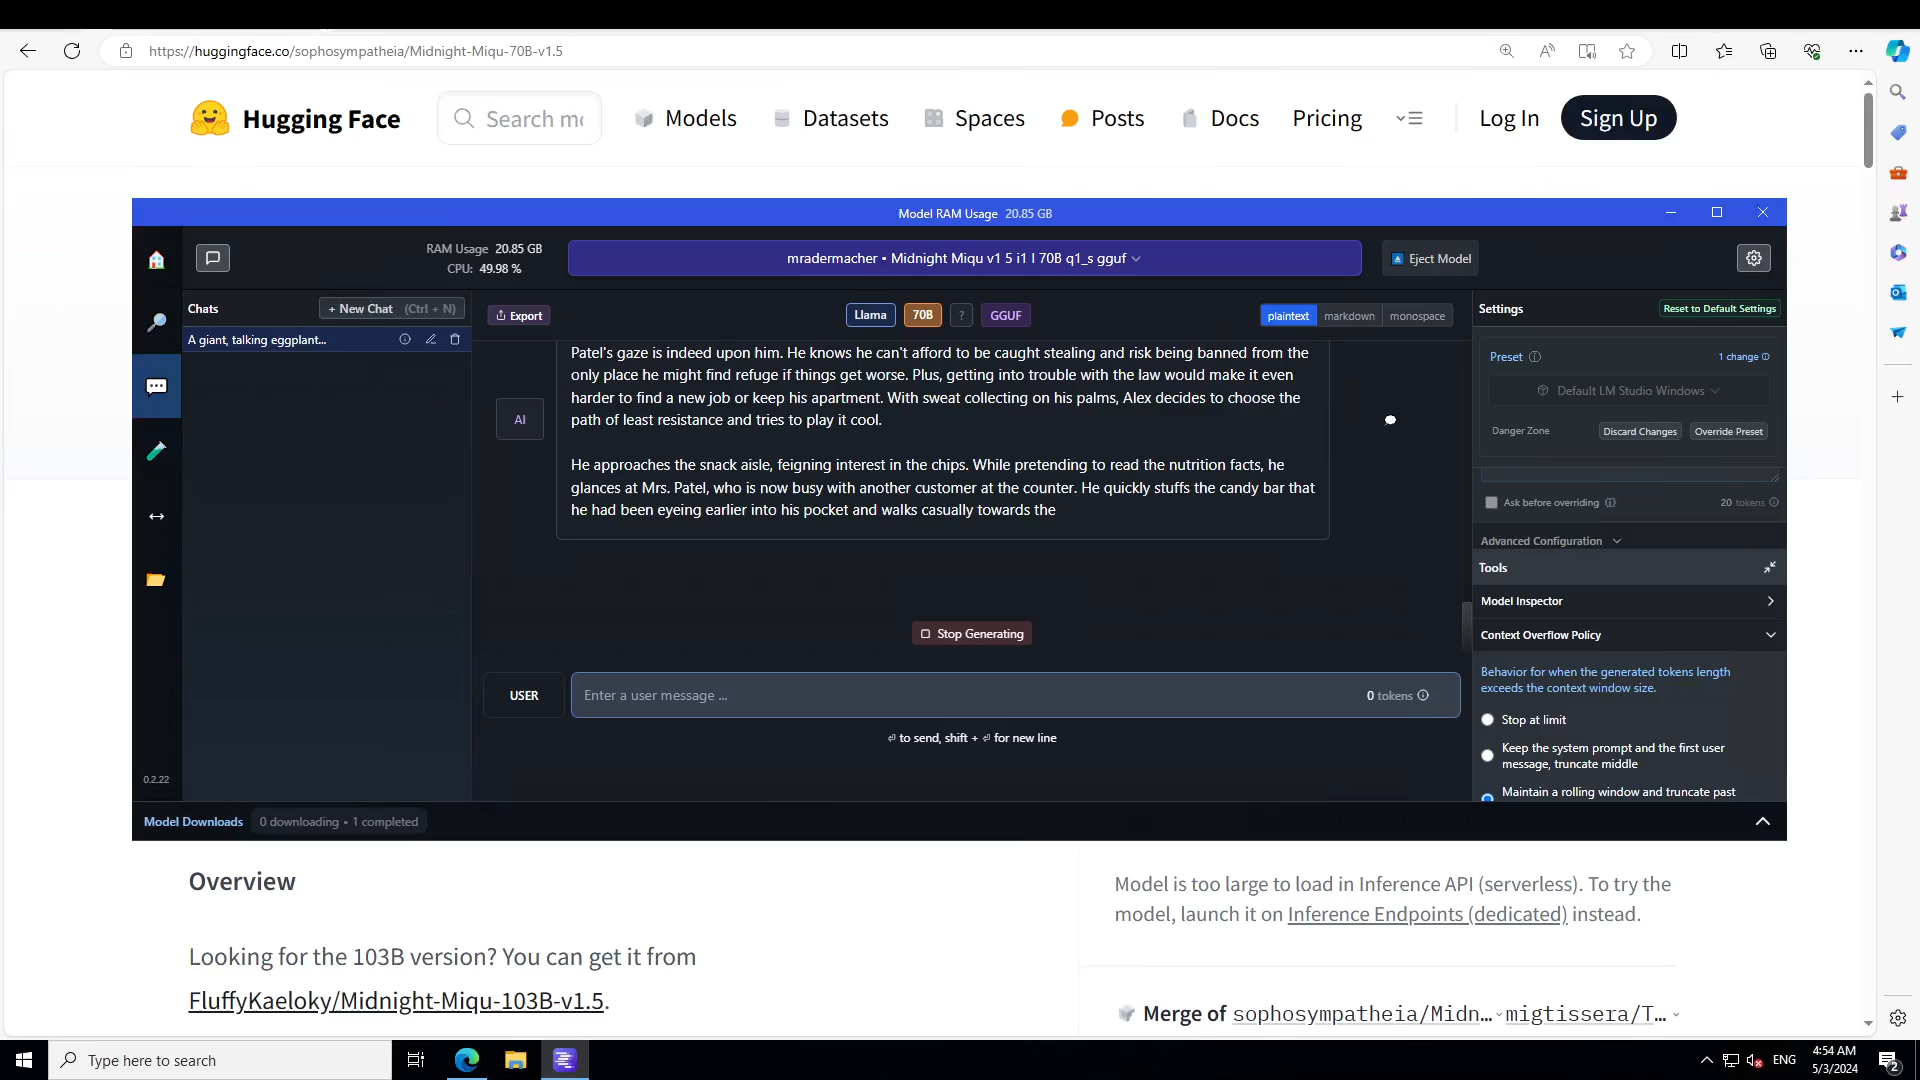 https://huggingface.co/sophosympatheia/Midnight-Miqu-70B-v1.5
Hugging Face
Search mo
Models
Datasets
Spaces
Posts
Docs
Pricing
Log In
Sign Up
Model RAM Usage 20.85 GB
RAM Usage 20.85 GB
CPU: 49.98 %
mradermacher • Midnight Miqu v1 5 i1 I 70B q1_s gguf
Eject Model
Chats
+ New Chat (Ctrl + N)
Export
Llama
70B
?
GGUF
plaintext
markdown
monospace
Settings
Reset to Default Settings
A giant, talking eggplant...
Patel's gaze is indeed upon him. He knows he can't afford to be caught stealing and risk being banned from the
only place he might find refuge if things get worse. Plus, getting into trouble with the law would make it even
harder to find a new job or keep his apartment. With sweat collecting on his palms, Alex decides to choose the
path of least resistance and tries to play it cool.
AI
He approaches the snack aisle, feigning interest in the chips. While pretending to read the nutrition facts, he
glances at Mrs. Patel, who is now busy with another customer at the counter. He quickly stuffs the candy bar that
he had been eyeing earlier into his pocket and walks casually towards the
Preset
1 change
Default LM Studio Windows
Danger Zone
Discard Changes
Override Preset
Ask before overriding
20 tokens
Advanced Configuration
Tools
Model Inspector
Context Overflow Policy
Behavior for when the generated tokens length
exceeds the context window size.
Stop at limit
Keep the system prompt and the first user
message, truncate middle
Maintain a rolling window and truncate past
Stop Generating
USER
Enter a user message ...
0 tokens
⏎ to send, shift + ⏎ for new line
0.2.22
Model Downloads
0 downloading • 1 completed
Overview
Looking for the 103B version? You can get it from
FluffyKaeloky/Midnight-Miqu-103B-v1.5.
Model is too large to load in Inference API (serverless). To try the
model, launch it on Inference Endpoints (dedicated) instead.
Merge of sophosympatheia/Midn... migtissera/T...
Type here to search
ENG
4:54 AM
5/3/2024
2